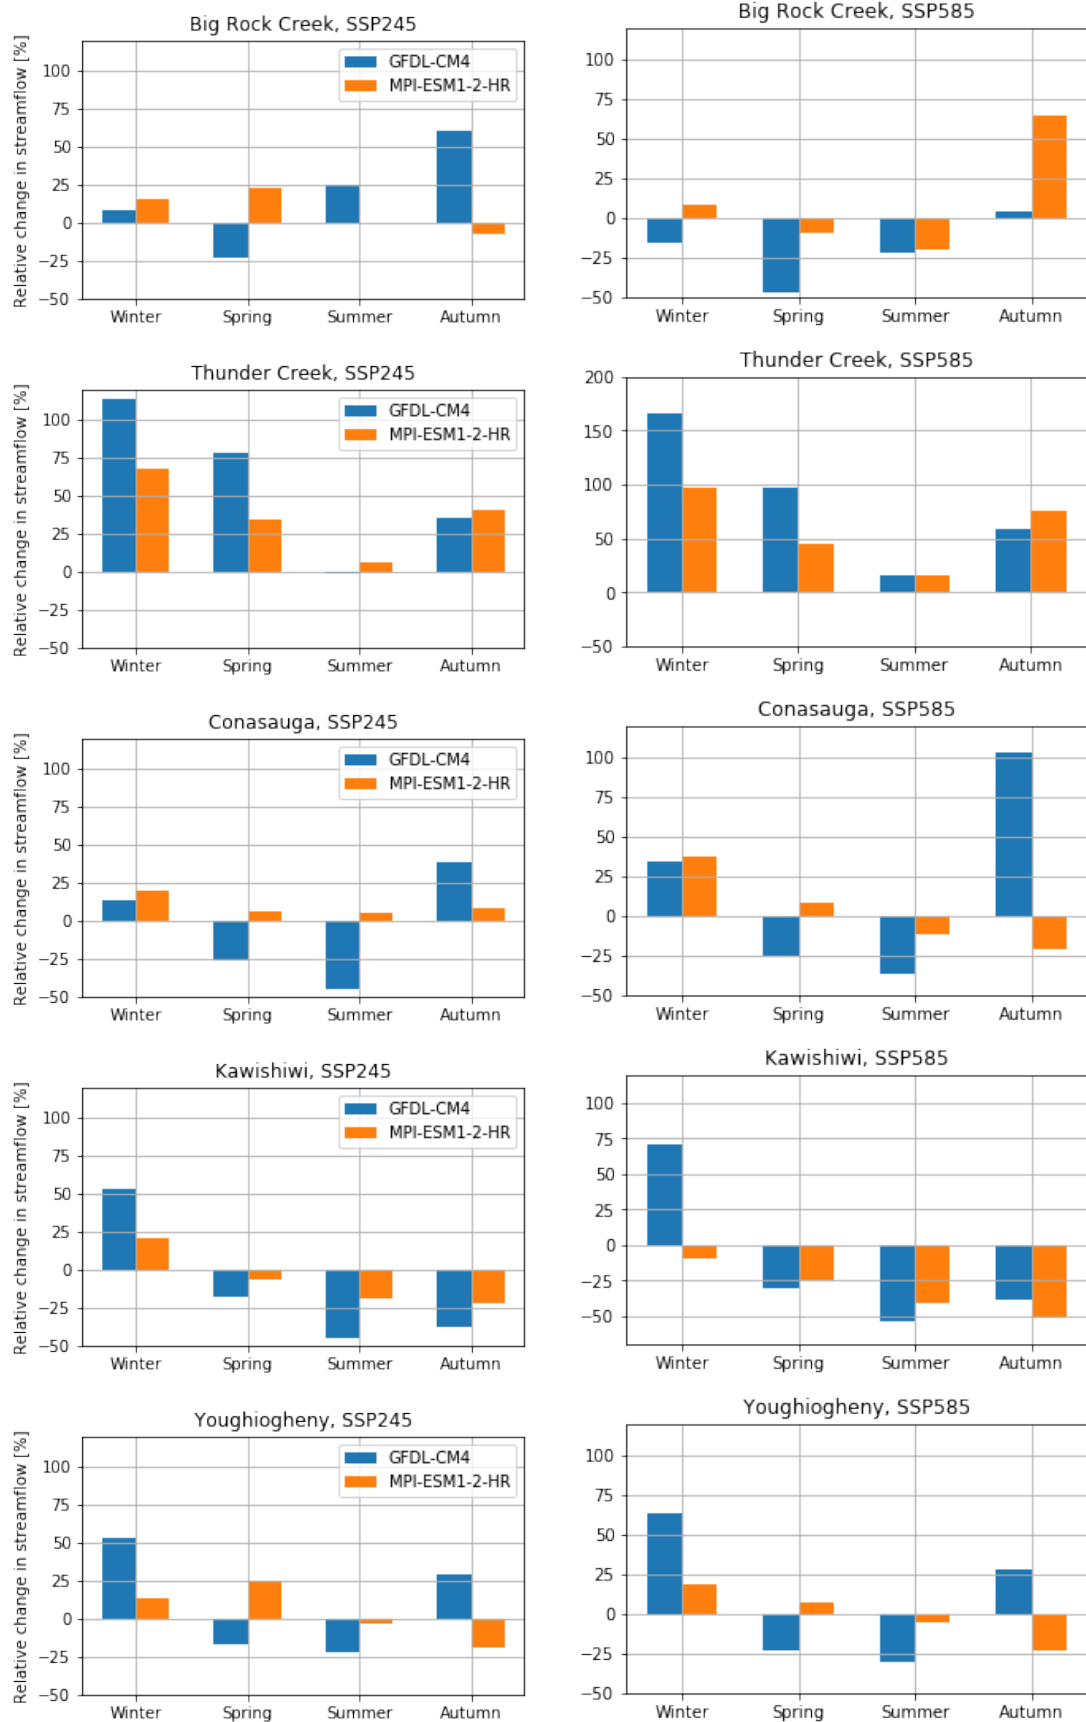 Big Rock Creek, SSP245
Relative change in streamflow [%]
100
75
50
25
0
−25
−50
GFDL-CM4
MPI-ESM1-2-HR
Winter Spring Summer Autumn
Big Rock Creek, SSP585
100
75
50
25
0
−25
−50
Winter Spring Summer Autumn
Thunder Creek, SSP245
Relative change in streamflow [%]
100
75
50
25
0
−25
−50
GFDL-CM4
MPI-ESM1-2-HR
Winter Spring Summer Autumn
Thunder Creek, SSP585
200
150
100
50
0
−50
Winter Spring Summer Autumn
Conasauga, SSP245
Relative change in streamflow [%]
100
75
50
25
0
−25
−50
GFDL-CM4
MPI-ESM1-2-HR
Winter Spring Summer Autumn
Conasauga, SSP585
100
75
50
25
0
−25
−50
Winter Spring Summer Autumn
Kawishiwi, SSP245
Relative change in streamflow [%]
100
75
50
25
0
−25
−50
GFDL-CM4
MPI-ESM1-2-HR
Winter Spring Summer Autumn
Kawishiwi, SSP585
100
75
50
25
0
−25
−50
Winter Spring Summer Autumn
Youghiogheny, SSP245
Relative change in streamflow [%]
100
75
50
25
0
−25
−50
GFDL-CM4
MPI-ESM1-2-HR
Winter Spring Summer Autumn
Youghiogheny, SSP585
100
75
50
25
0
−25
−50
Winter Spring Summer Autumn